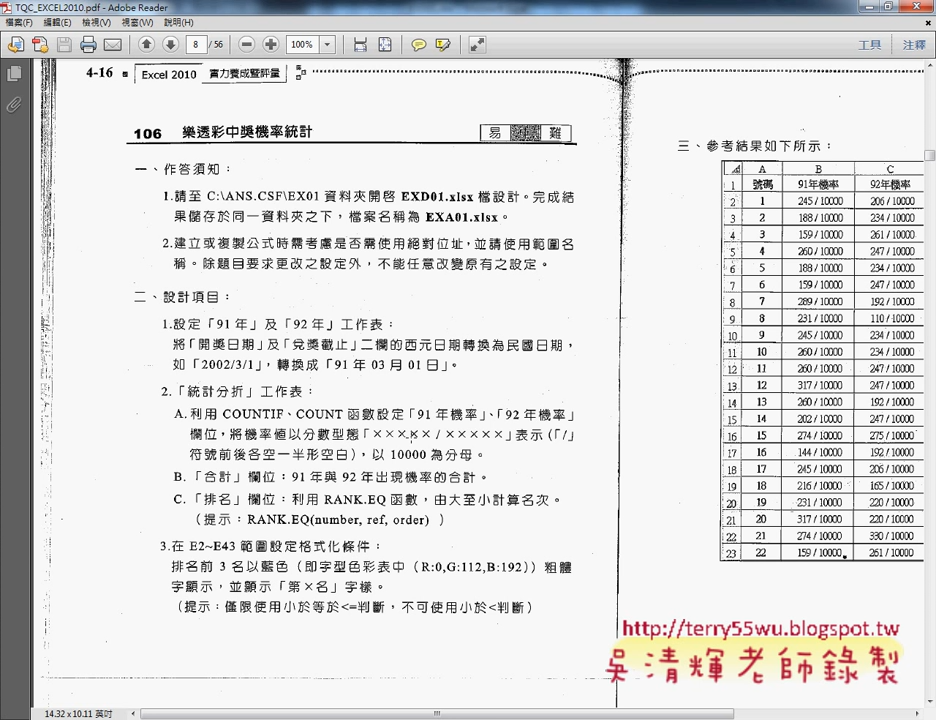 TQC_EXCEL2010.pdf - Adobe Reader
檔案(F) 編輯(E) 檢視(V) 視窗(W) 說明(H)
8 / 56 100% 工具 註釋
4-16 Excel 2010 實力養成暨評量
106 樂透彩中獎機率統計 易 難
一、作答須知：
1.請至 C:\ANS.CSF\EX01 資料夾開啓 EXD01.xlsx 檔設計。完成結
果儲存於同一資料夾之下，檔案名稱為 EXA01.xlsx。
2.建立或複製公式時需考慮是否需使用絕對位址，並請使用範圍名
稱。除題目要求更改之設定外，不能任意改變原有之設定。
二、設計項目：
1.設定「91 年」及「92 年」工作表：
將「開獎日期」及「兌獎截止」二欄的西元日期轉換為民國日期，
如「2002/3/1」，轉換成「91 年 03 月 01 日」。
2.「統計分折」工作表：
A.利用 COUNTIF、COUNT 函數設定「91 年機率」、「92 年機率」
欄位，將機率值以分數型態「×××××/×××××」表示（「/」
符號前後各空一半形空白），以 10000 為分母。
B.「合計」欄位：91 年與 92 年出現機率的合計。
C.「排名」欄位：利用 RANK.EQ 函數，由大至小計算名次。
（提示：RANK.EQ(number, ref, order) ）
3.在 E2~E43 範圍設定格式化條件：
排名前 3 名以藍色（即字型色彩表中（R:0,G:112,B:192））粗體
字顯示，並顯示「第×名」字樣。
（提示：僅限使用小於等於<=判斷，不可使用小於<判斷）
三、參考結果如下所示：
A B C
1 號碼 91年機率 92年機率
2 1 245 / 10000 206 / 10000
3 2 188 / 10000 234 / 10000
4 3 159 / 10000 261 / 10000
5 4 260 / 10000 247 / 10000
6 5 188 / 10000 234 / 10000
7 6 159 / 10000 247 / 10000
8 7 289 / 10000 192 / 10000
9 8 231 / 10000 110 / 10000
10 9 245 / 10000 234 / 10000
11 10 260 / 10000 234 / 10000
12 11 260 / 10000 247 / 10000
13 12 317 / 10000 247 / 10000
14 13 260 / 10000 192 / 10000
15 14 202 / 10000 247 / 10000
16 15 274 / 10000 275 / 10000
17 16 144 / 10000 192 / 10000
18 17 245 / 10000 206 / 10000
19 18 216 / 10000 165 / 10000
20 19 231 / 10000 220 / 10000
21 20 317 / 10000 220 / 10000
22 21 274 / 10000 330 / 10000
23 22 159 / 10000 261 / 10000
http://terry55wu.blogspot.tw
吳清輝老師錄製
14.32 x 10.11 英吋